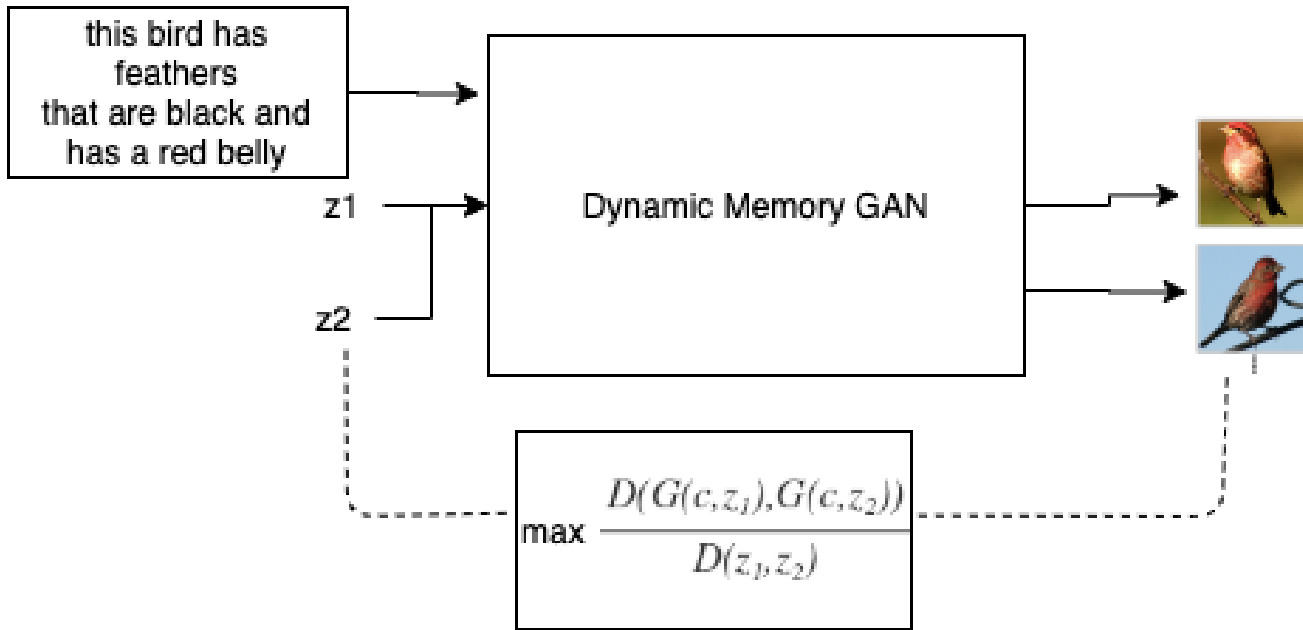 this bird has
feathers
that are black and
has a red belly
z1
Dynamic Memory GAN
z2
D(G(c,z₁),G(c,z₂))
max
D(z₁,z₂)